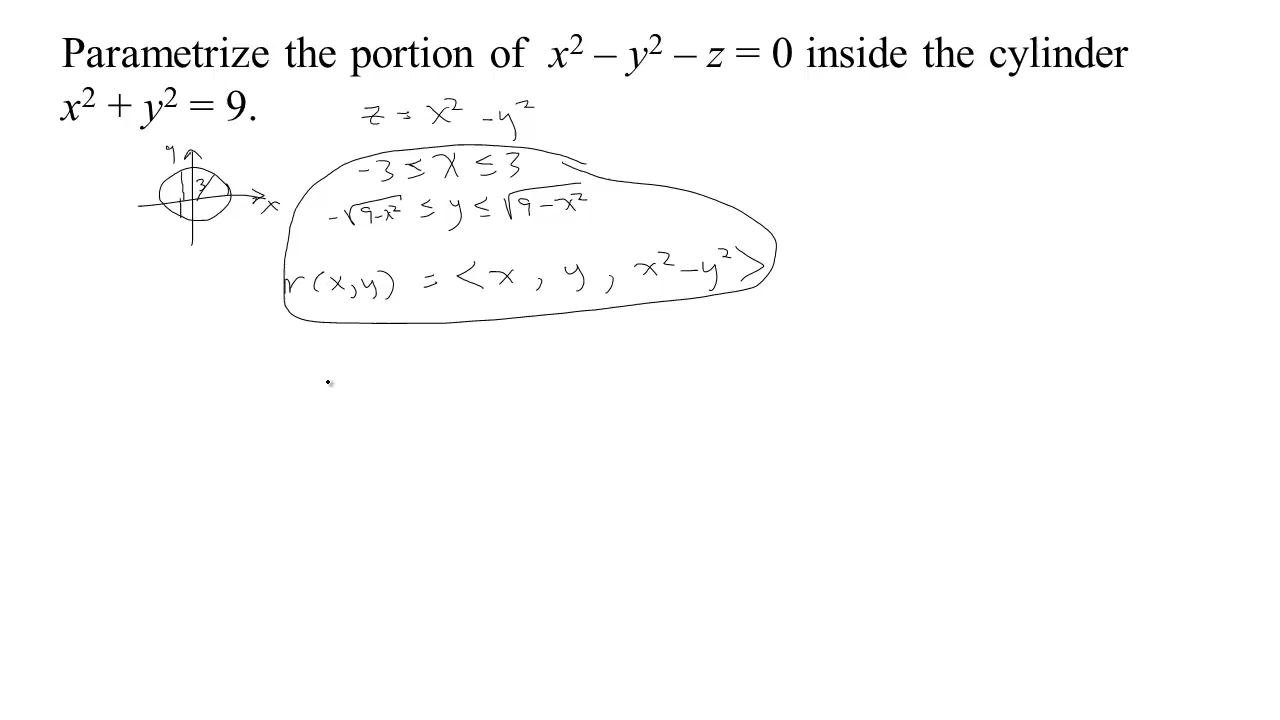 Parametrize the portion of x² – y² – z = 0 inside the cylinder
x² + y² = 9.
z = x² - y²
y
3
x
-3 ≤ x ≤ 3
-√9-x² ≤ y ≤ √9-x²
r(x,y) = <x, y, x²-y²>